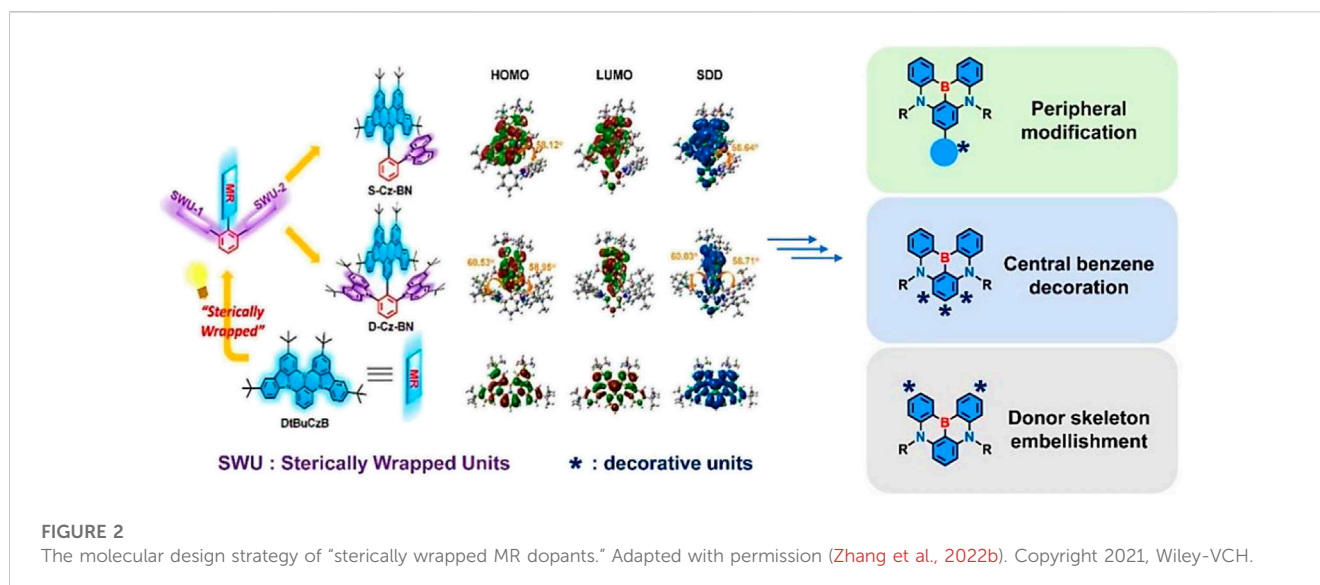 HOMO
LUMO
SDD
58.12°
58.64°
S-Cz-BN
SWU-1
MR
SWU-2
60.53°
58.95°
60.03°
58.71°
D-Cz-BN
"Sterically
Wrapped"
MR
DtBuCzB
SWU : Sterically Wrapped Units
* : decorative units
B
N
N
R
R
*
Peripheral
modification
B
N
N
R
R
* * *
Central benzene
decoration
* *
B
N
N
R
R
Donor skeleton
embellishment
FIGURE 2
The molecular design strategy of “sterically wrapped MR dopants.” Adapted with permission (Zhang et al., 2022b). Copyright 2021, Wiley-VCH.